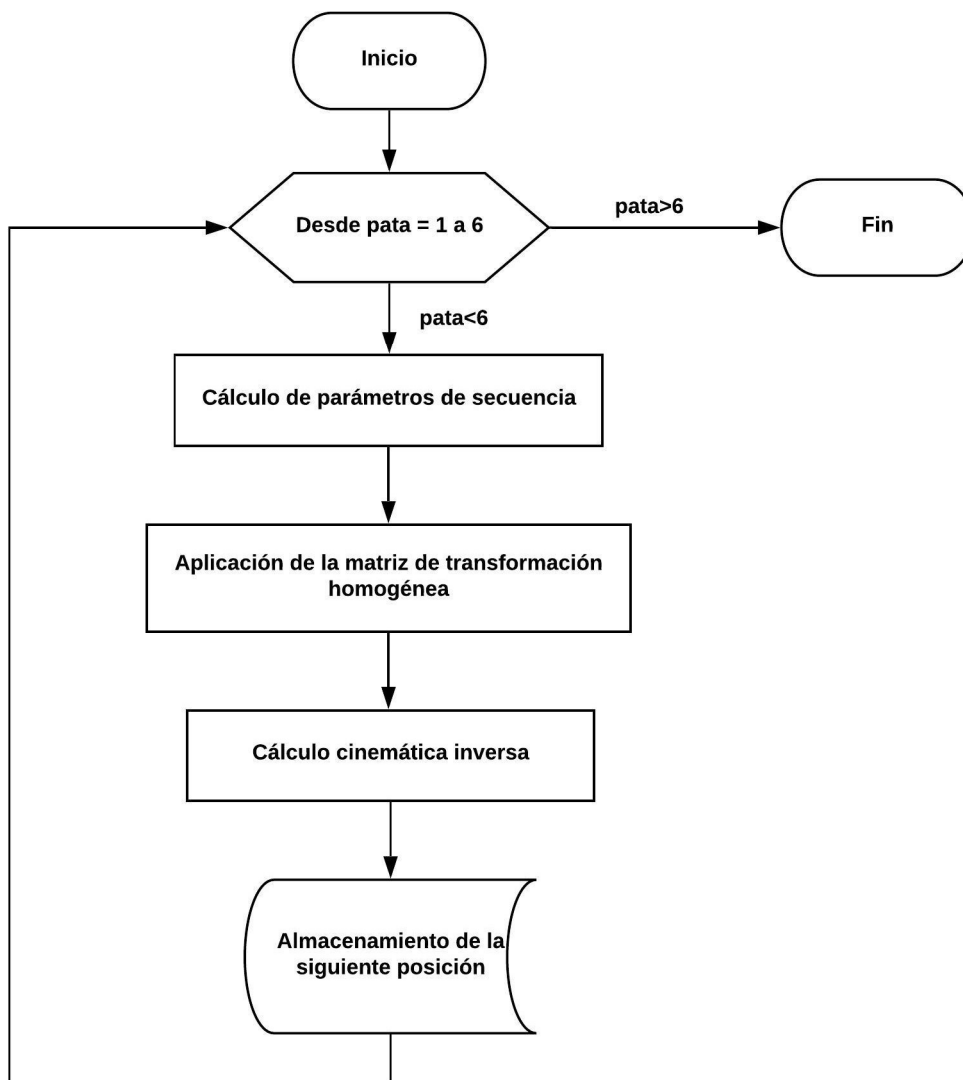 Inicio
Desde pata = 1 a 6
pata>6
Fin
pata<6
Cálculo de parámetros de secuencia
Aplicación de la matriz de transformación
homogénea
Cálculo cinemática inversa
Almacenamiento de la
siguiente posición